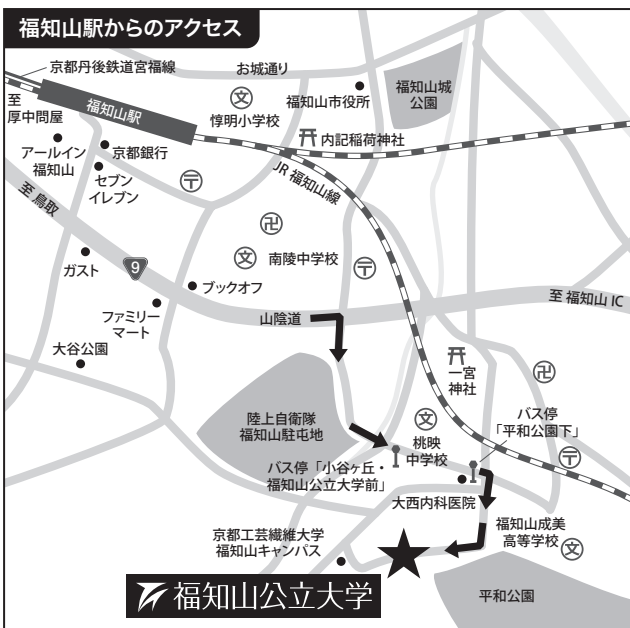 福知山駅からのアクセス
京都丹後鉄道宮福線
お城通り
至
厚中問屋
福知山駅
文
惇明小学校
福知山市役所
福知山城
公園
アールイン
福知山
京都銀行
セブン
イレブン
内記稲荷神社
JR 福知山線
至 鳥取
文
南陵中学校
ガスト
9
ブックオフ
ファミリー
マート
山陰道
至 福知山 IC
大谷公園
一宮
神社
陸上自衛隊
福知山駐屯地
文
桃映
中学校
バス停
「平和公園下」
バス停「小谷ヶ丘・
福知山公立大学前」
大西内科医院
京都工芸繊維大学
福知山キャンパス
福知山成美
高等学校
文
福知山公立大学
平和公園